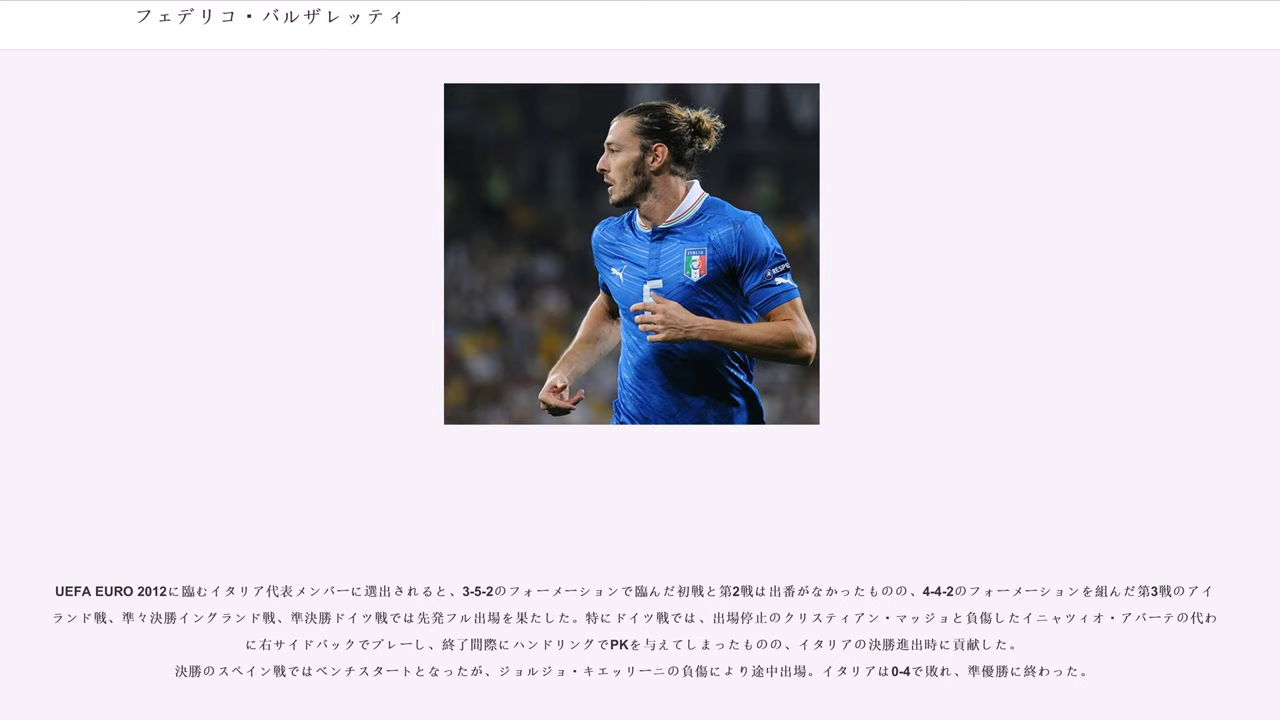 フェデリコ・バルザレッティ
ITALIA
RESPE
5
UEFA EURO 2012に臨むイタリア代表メンバーに選出されると、3-5-2のフォーメーションで臨んだ初戦と第2戦は出番がなかったものの、4-4-2のフォーメーションを組んだ第3戦のアイ
ランド戦、準々決勝イングランド戦、準決勝ドイツ戦では先発フル出場を果たした。特にドイツ戦では、出場停止のクリスティアン・マッジョと負傷したイニャツィオ・アバーテの代わ
に右サイドバックでプレーし、終了間際にハンドリングでPKを与えてしまったものの、イタリアの決勝進出時に貢献した。
決勝のスペイン戦ではベンチスタートとなったが、ジョルジョ・キエッリーニの負傷により途中出場。イタリアは0-4で敗れ、準優勝に終わった。